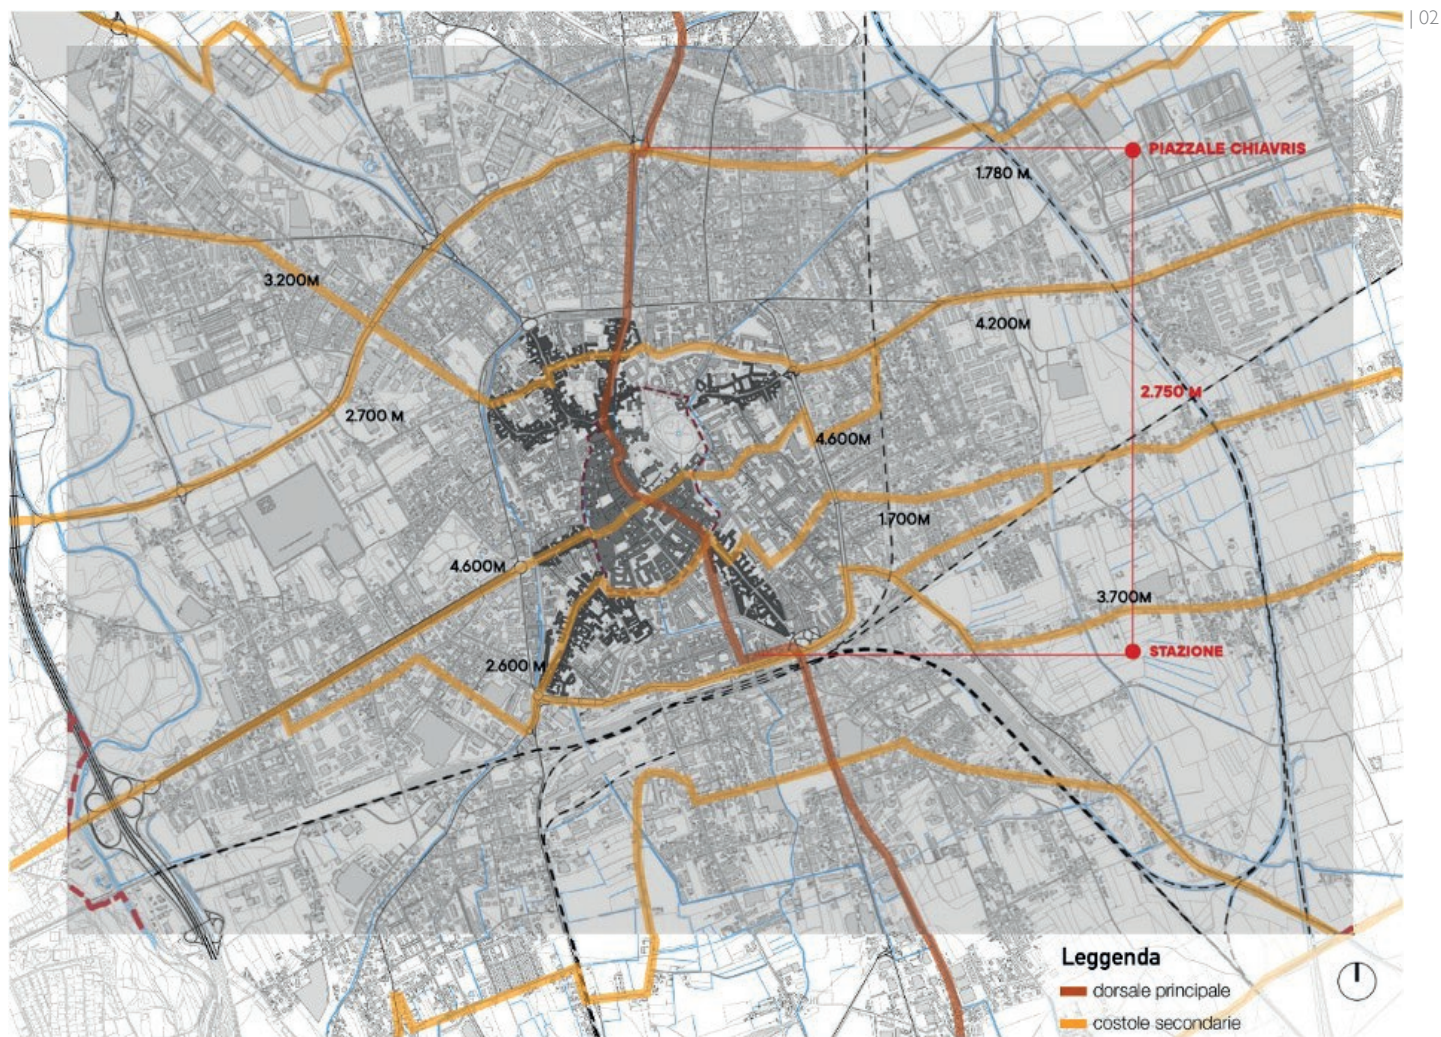 | 02
PIAZZALE CHIAVRIS
1.780 M
3.200M
4.200M
2.750 M
2.700 M
4.600M
1.700M
4.600M
3.700M
STAZIONE
2.600 M
Leggenda
dorsale principale
costole secondarie